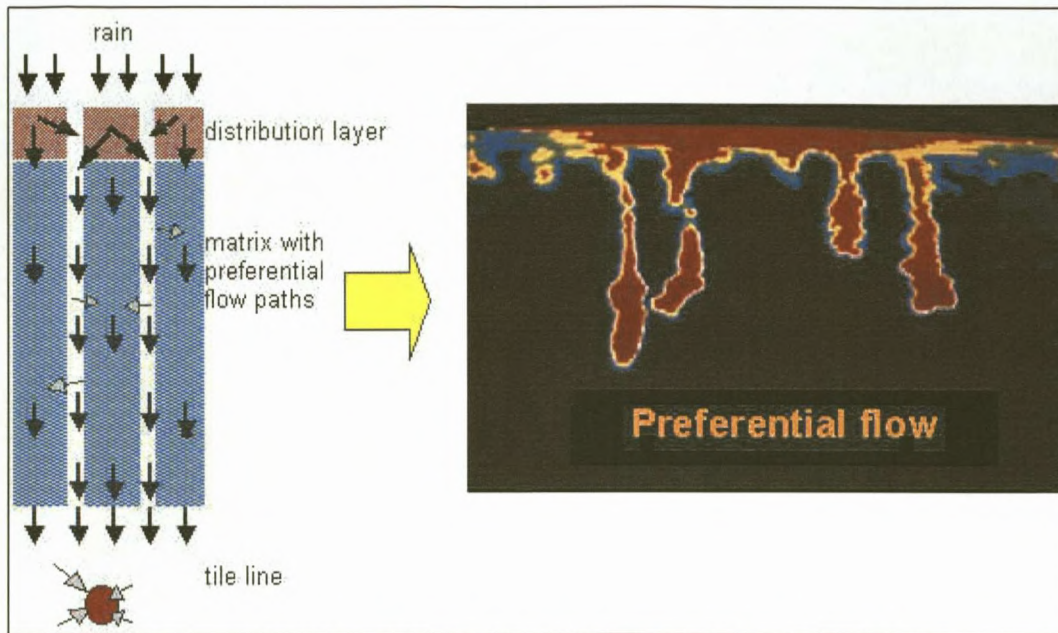 rain
distribution layer
matrix with
preferential
flow paths
Preferential flow
tile line